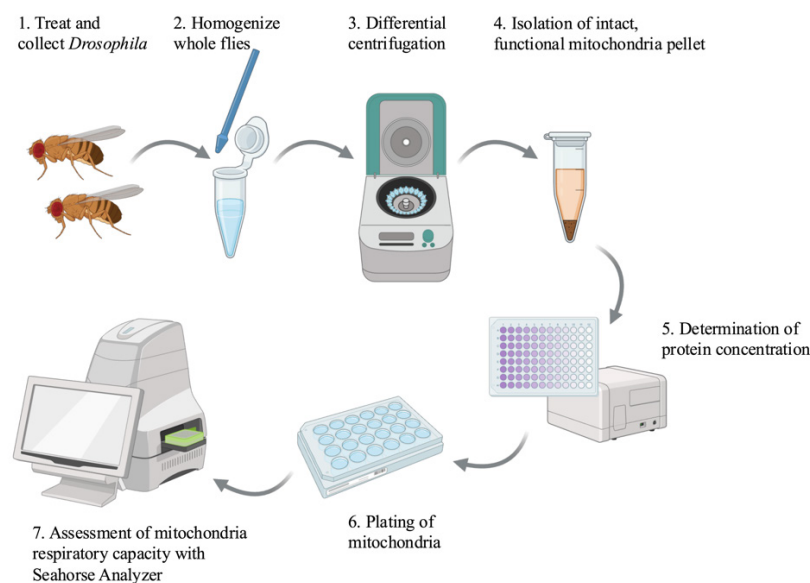 1. Treat and
collect Drosophila
2. Homogenize
whole flies
3. Differential
centrifugation
4. Isolation of intact,
functional mitochondria pellet
5. Determination of
protein concentration
6. Plating of
mitochondria
7. Assessment of mitochondria
respiratory capacity with
Seahorse Analyzer